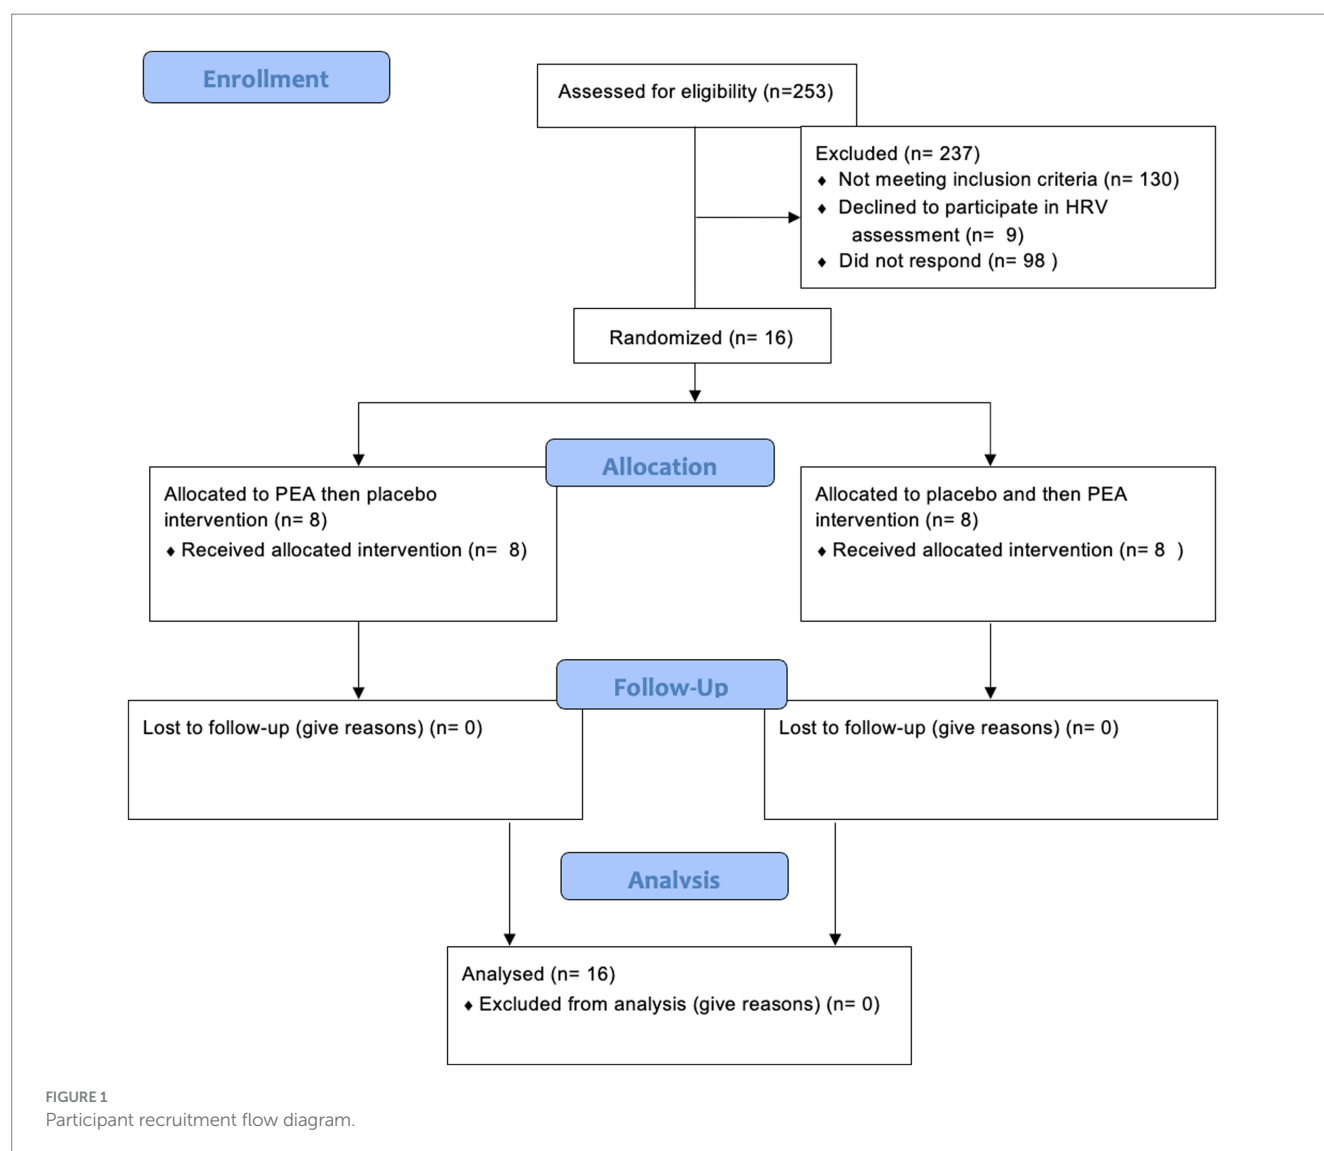 Enrollment
Assessed for eligibility (n=253)
Excluded (n= 237)
♦ Not meeting inclusion criteria (n= 130)
♦ Declined to participate in HRV
assessment (n=  9)
♦ Did not respond (n= 98 )
Randomized (n= 16)
Allocation
Allocated to PEA then placebo
intervention (n= 8)
♦ Received allocated intervention (n=  8)
Allocated to placebo and then PEA
intervention (n= 8)
♦ Received allocated intervention (n= 8  )
Follow-Up
Lost to follow-up (give reasons) (n= 0)
Lost to follow-up (give reasons) (n= 0)
Analysis
Analysed (n= 16)
♦ Excluded from analysis (give reasons) (n= 0)
FIGURE 1
Participant recruitment flow diagram.